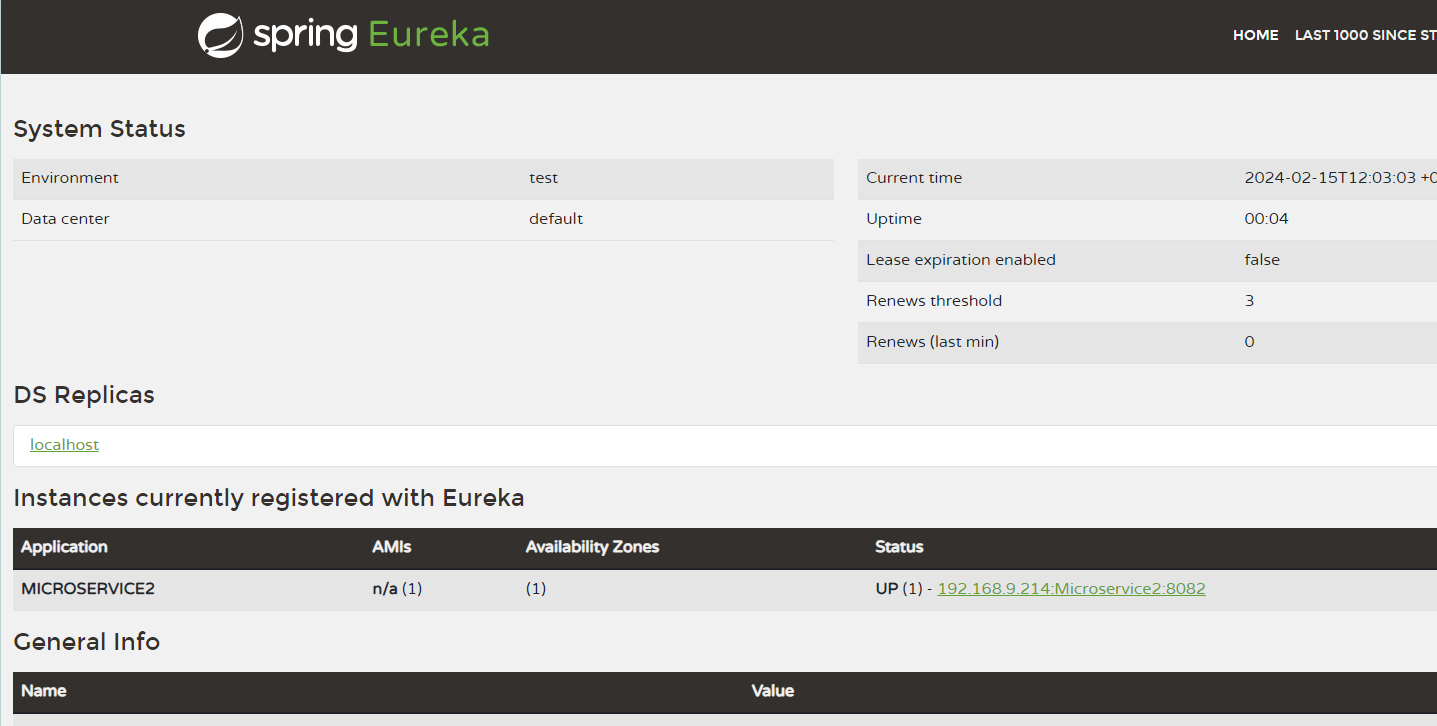 spring Eureka
HOME LAST 1000 SINCE ST
System Status
Environment test
Data center default
Current time 2024-02-15T12:03:03 +0
Uptime 00:04
Lease expiration enabled false
Renews threshold 3
Renews (last min) 0
DS Replicas
localhost
Instances currently registered with Eureka
Application AMIs Availability Zones Status
MICROSERVICE2 n/a (1) (1) UP (1) - 192.168.9.214:Microservice2:8082
General Info
Name Value